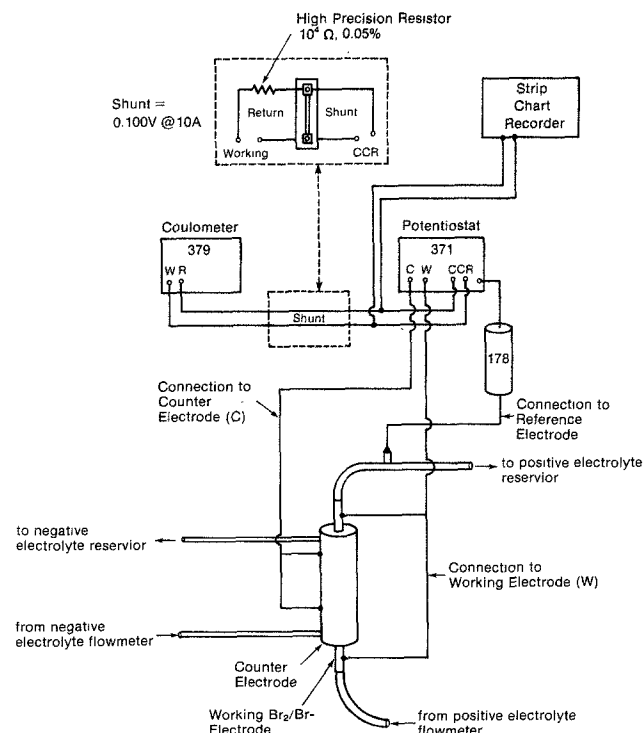 High Precision Resistor
10⁴ Ω, 0.05%
Shunt =
0.100V @ 10A
Return
Shunt
Working
CCR
Strip
Chart
Recorder
Coulometer
379
W R
Potentiostat
371
C W CCR
Shunt
178
Connection to
Counter
Electrode (C)
Connection to
Reference
Electrode
to positive electrolyte
reservior
to negative
electrolyte reservior
Connection to
Working Electrode (W)
from negative
electrolyte flowmeter
Counter
Electrode
Working Br₂/Br-
Electrode
from positive electrolyte
flowmeter